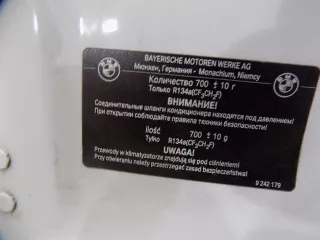 BAYERISCHE MOTOREN WERKE AG
Мюнхен, Германия - Monachium, Niemcy
Количество 700 ± 10 г
Только R134a(CF₃CH₂F)
ВНИМАНИЕ!
Соединительные шланги кондиционера находятся под давлением!
При открытии соблюдайте правила техники безопасности!
Ilość 700 ± 10 g
Tylko R134a(CF₃CH₂F)
UWAGA!
Przewody w klimatyzatorze znajdują się pod ciśnieniem!
Przy otwieraniu należy przestrzegać zasad bezpieczeństwa!
9 242 179